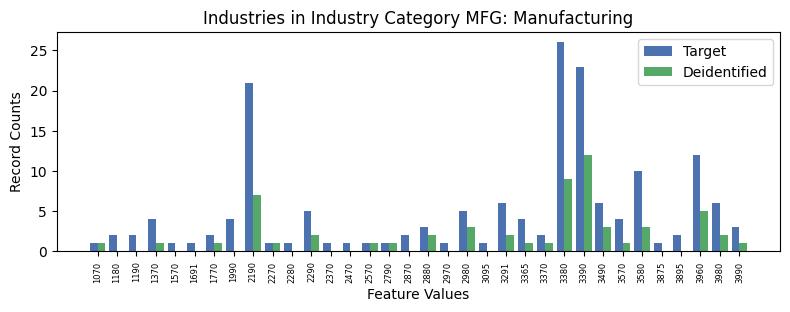 Industries in Industry Category MFG: Manufacturing
Target
Deidentified
Record Counts
25
20
15
10
5
0
1070 1180 1190 1370 1570 1691 1770 1990 2190 2270 2280 2290 2370 2470 2570 2790 2870 2880 2970 2980 3095 3291 3365 3370 3380 3390 3490 3570 3580 3875 3895 3960 3980 3990
Feature Values